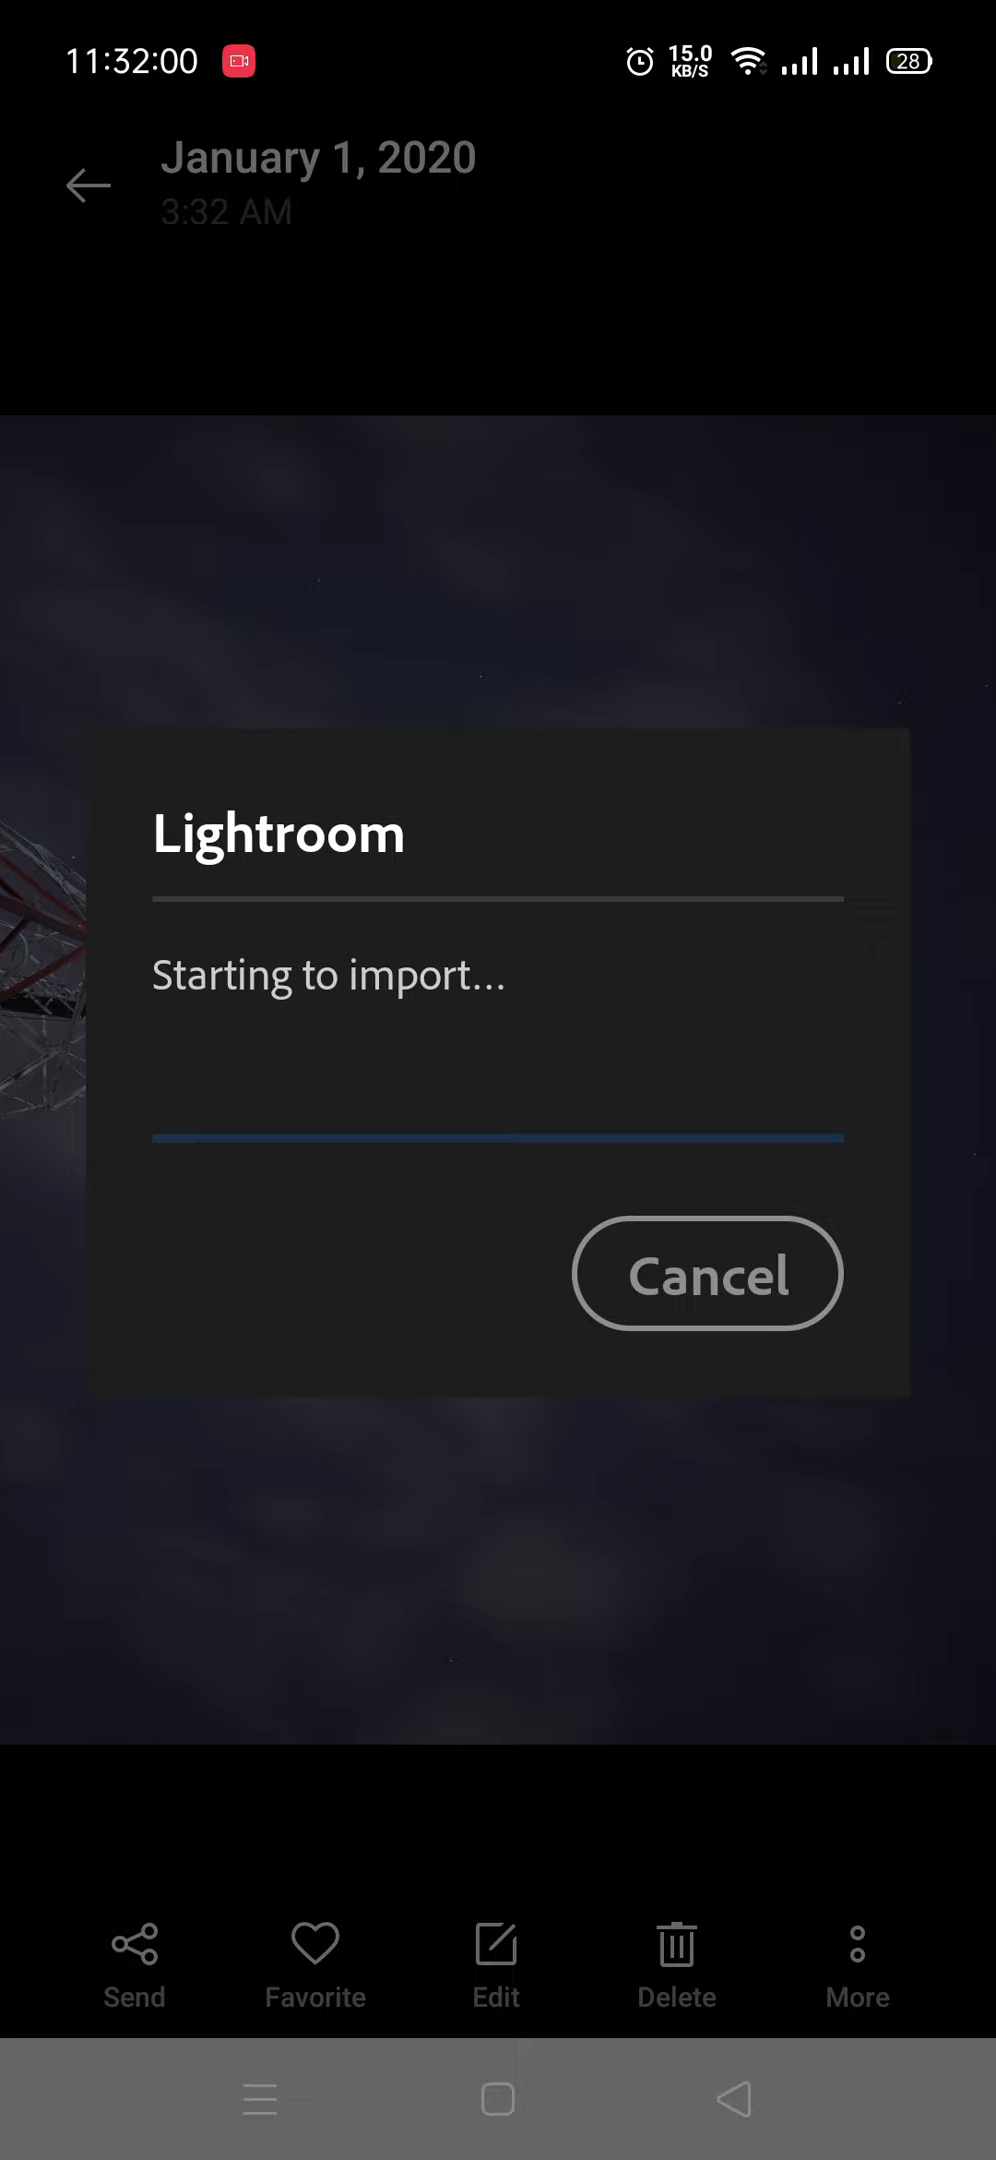 11:32:00
15.0
KB/S
28
January 1, 2020
3:32 AM
Lightroom
Starting to import...
Cancel
Send
Favorite
Edit
Delete
More